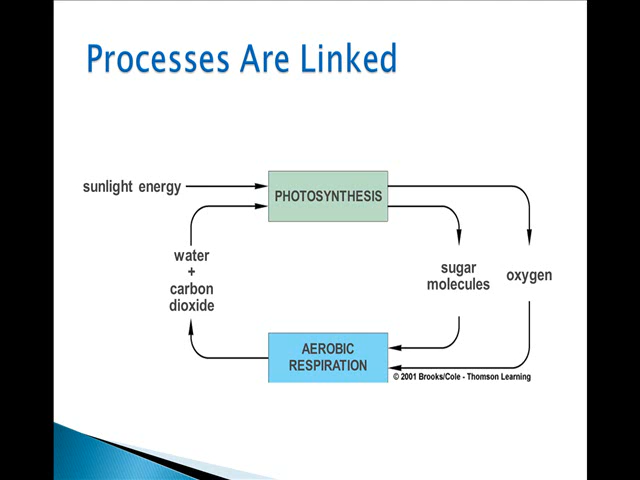 Processes Are Linked
sunlight energy
PHOTOSYNTHESIS
water
+
carbon
dioxide
sugar
molecules
oxygen
AEROBIC
RESPIRATION
© 2001 Brooks/Cole - Thomson Learning